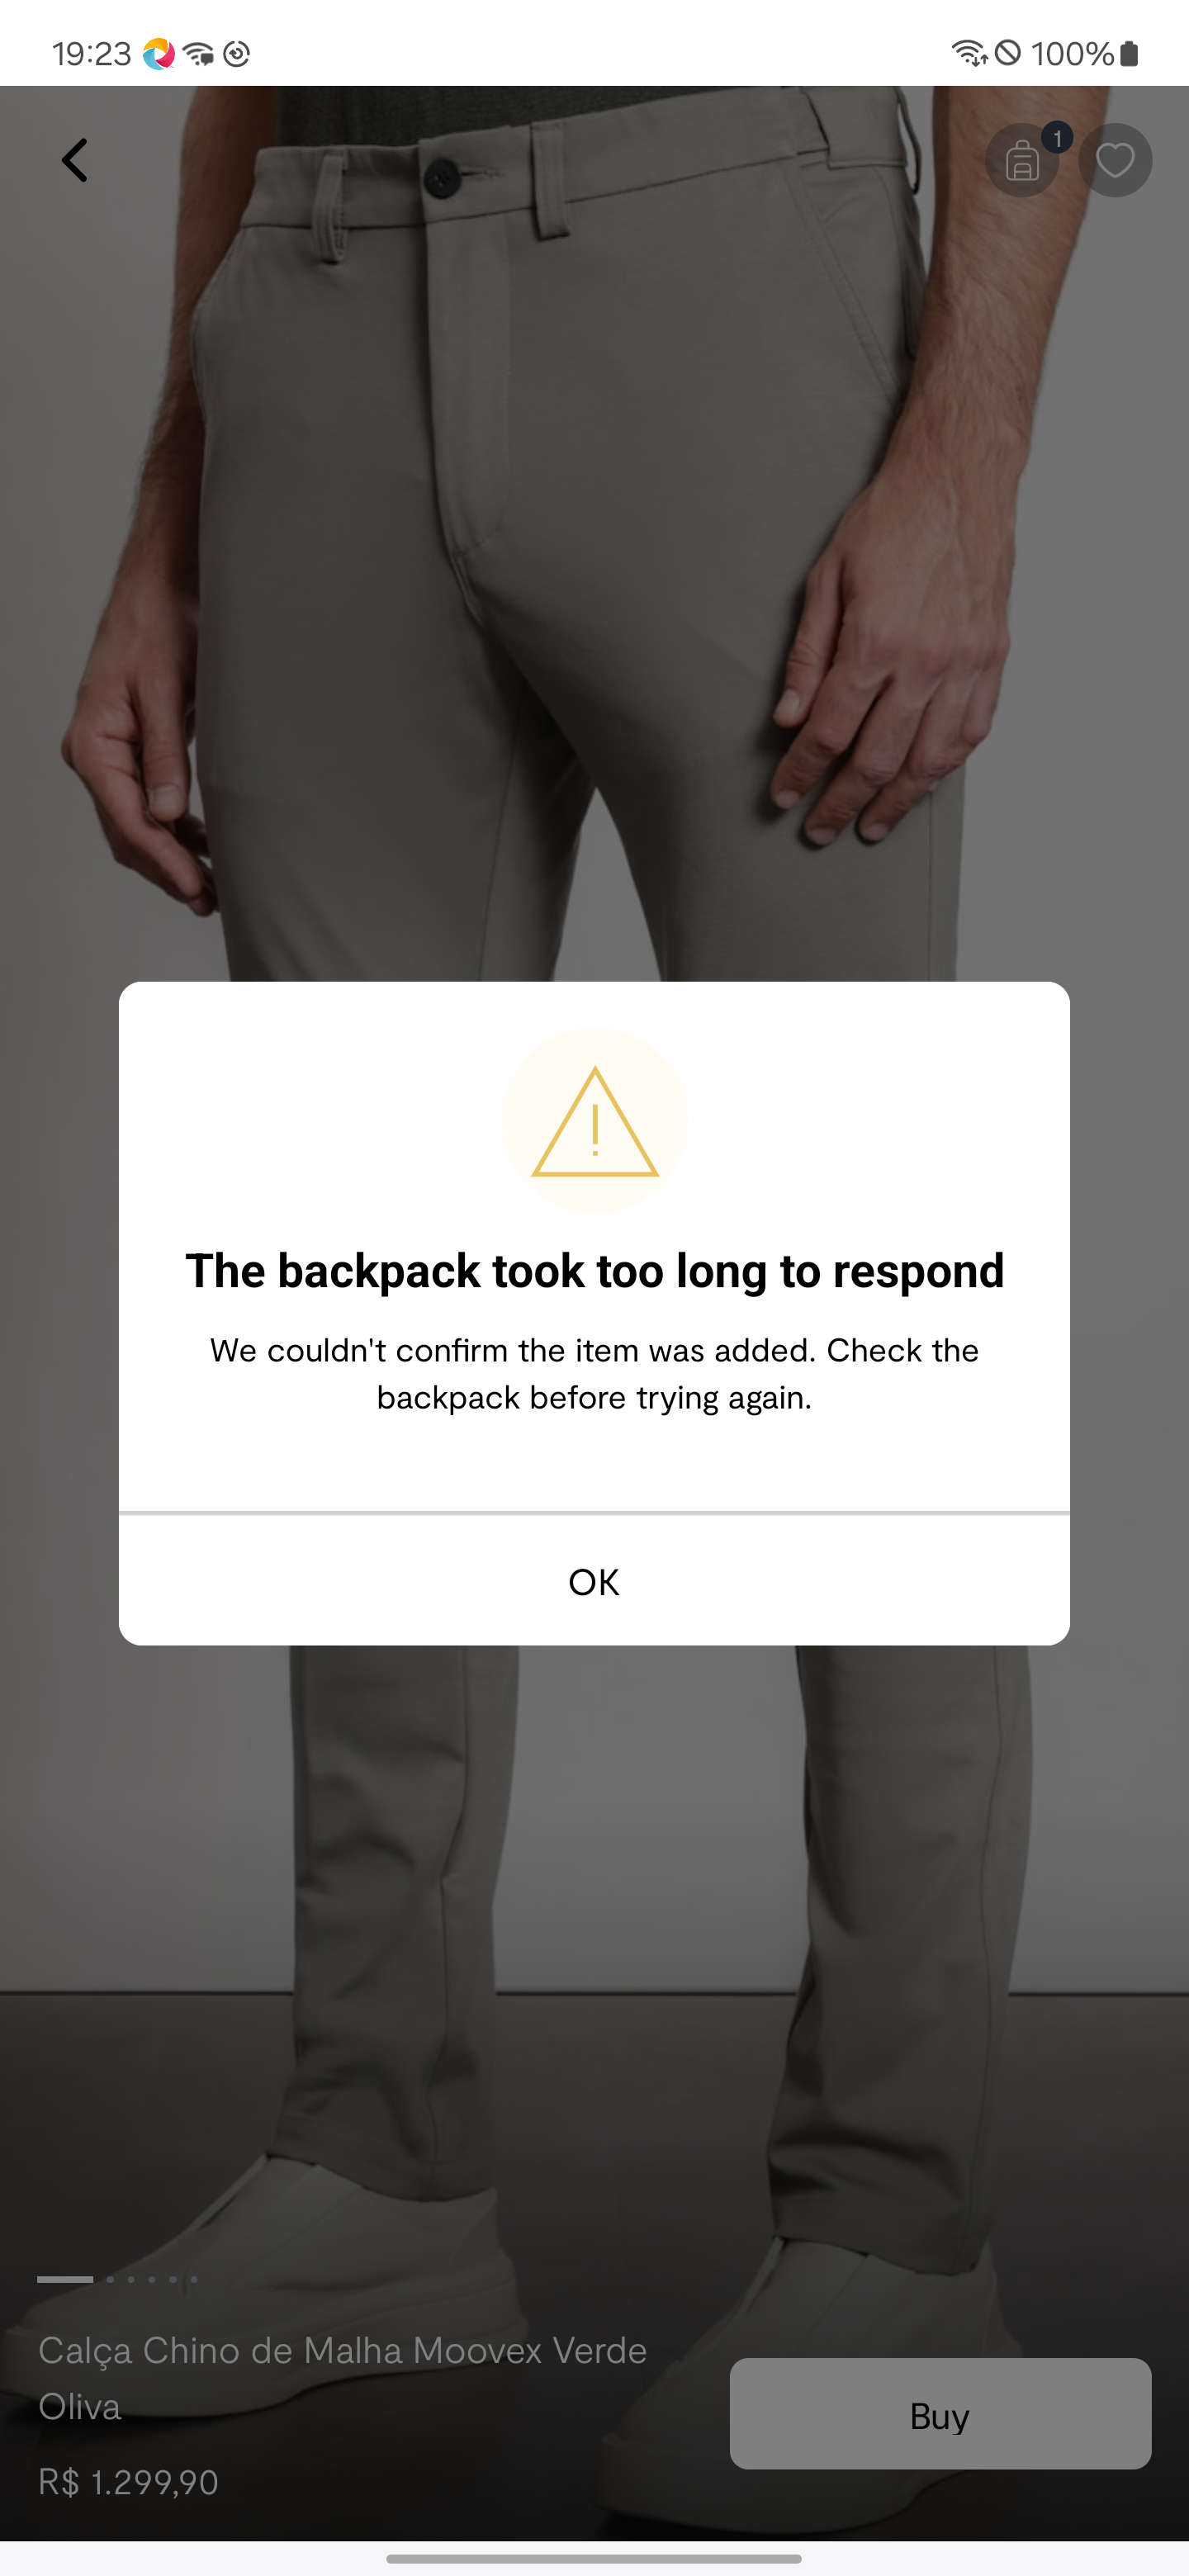 19:23
100%
1
The backpack took too long to respond
We couldn't confirm the item was added. Check the
backpack before trying again.
OK
Calça Chino de Malha Moovex Verde
Oliva
R$ 1.299,90
Buy